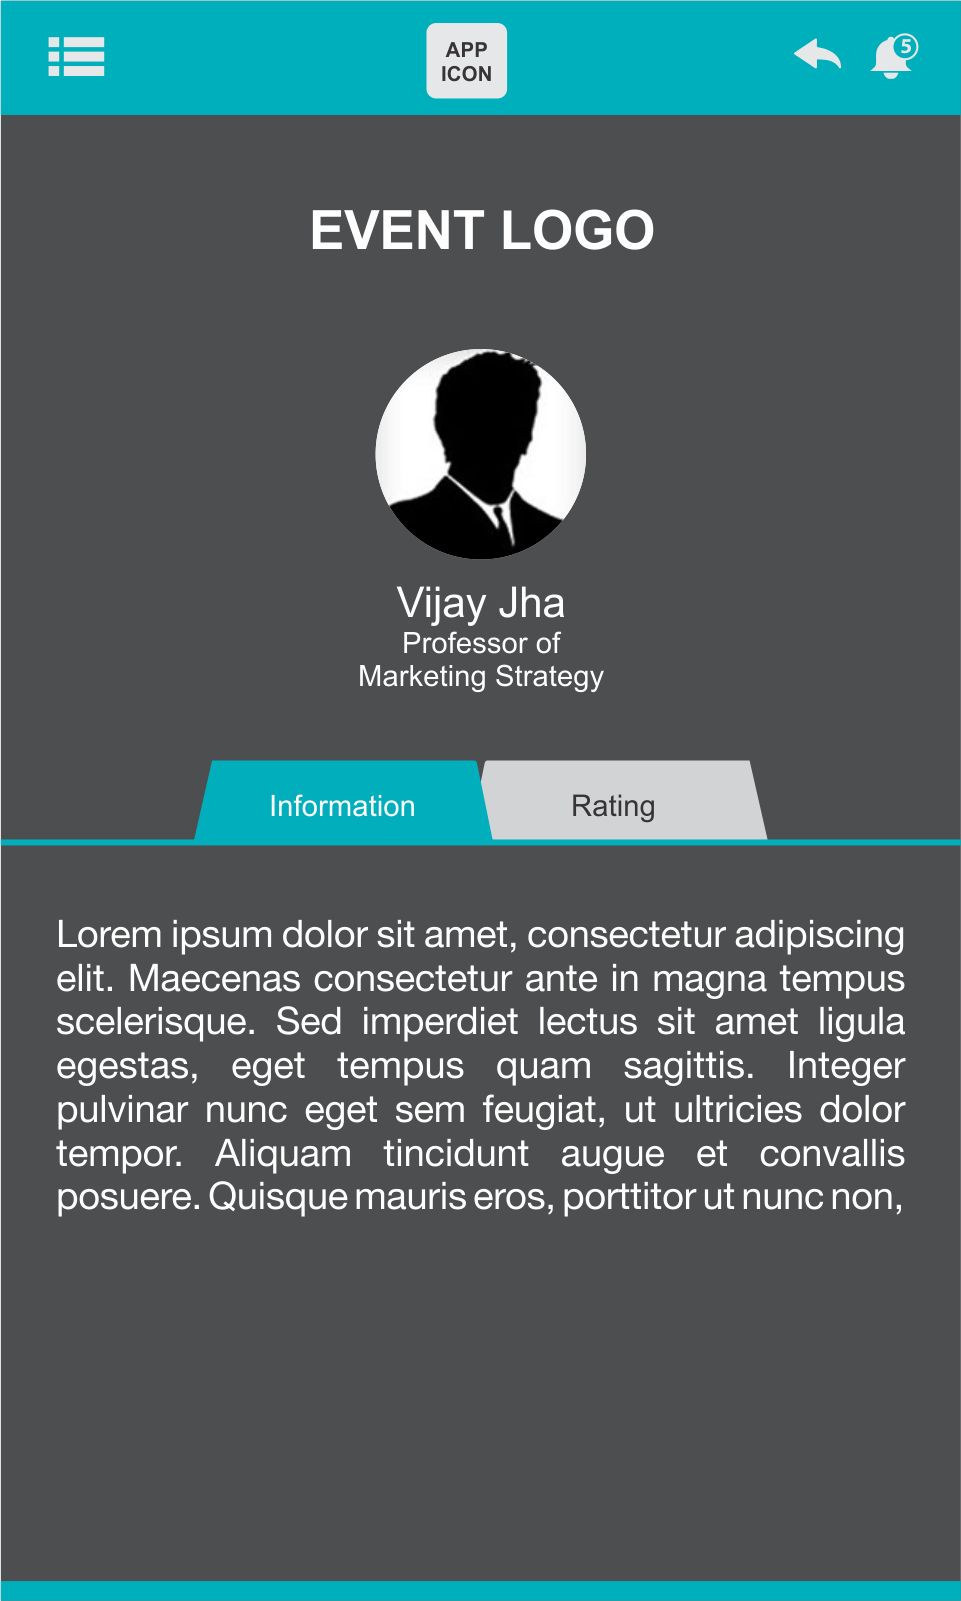 APP
ICON
5
EVENT LOGO
Vijay Jha
Professor of
Marketing Strategy
Information
Rating
Lorem ipsum dolor sit amet, consectetur adipiscing
elit. Maecenas consectetur ante in magna tempus
scelerisque. Sed imperdiet lectus sit amet ligula
egestas, eget tempus quam sagittis. Integer
pulvinar nunc eget sem feugiat, ut ultricies dolor
tempor. Aliquam tincidunt augue et convallis
posuere. Quisque mauris eros, porttitor ut nunc non,